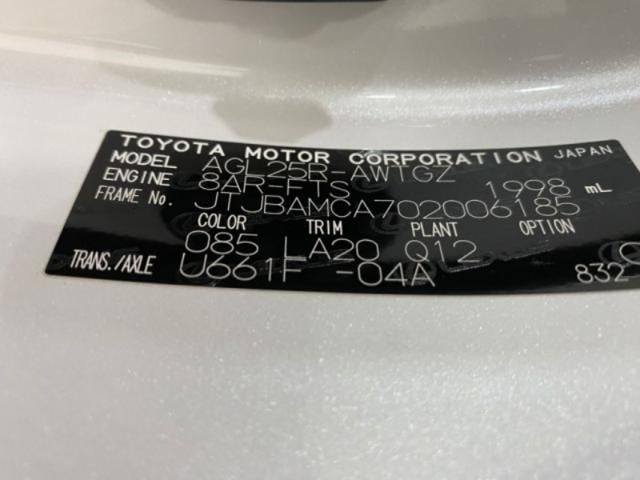 TOYOTA MOTOR CORPORATION JAPAN
MODEL AGL25R-AWTGZ
ENGINE 8AR-FTS 1998 mL
FRAME No. JTJBAMCA702006185
COLOR TRIM PLANT OPTION
085 LA20 Q12
TRANS./AXLE U661F -04A 832